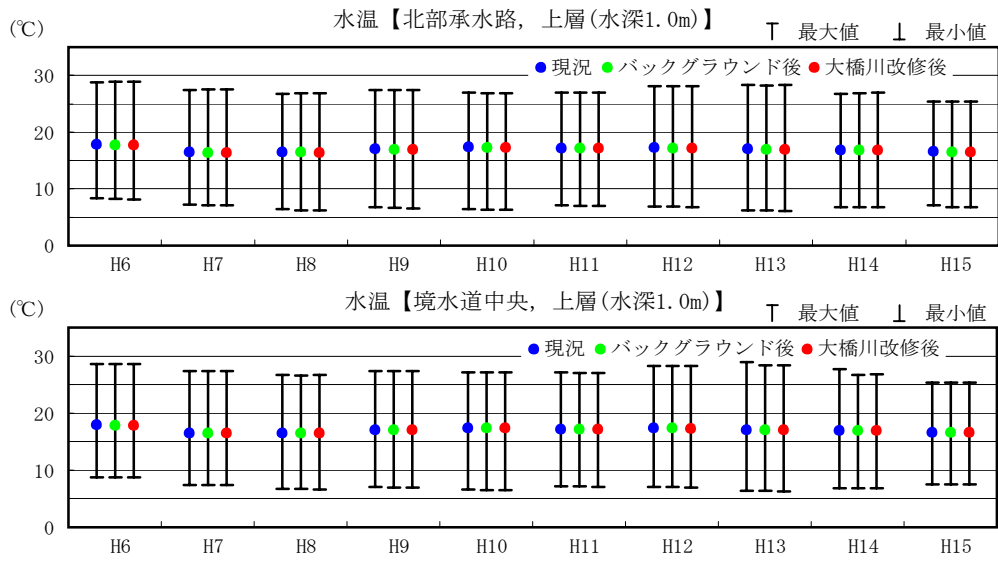 水温【北部承水路, 上層(水深1.0m)】
(℃)
最大値 最小値
現況 バックグラウンド後 大橋川改修後
30
20
10
0
H6 H7 H8 H9 H10 H11 H12 H13 H14 H15
水温【境水道中央, 上層(水深1.0m)】
(℃)
最大値 最小値
現況 バックグラウンド後 大橋川改修後
30
20
10
0
H6 H7 H8 H9 H10 H11 H12 H13 H14 H15